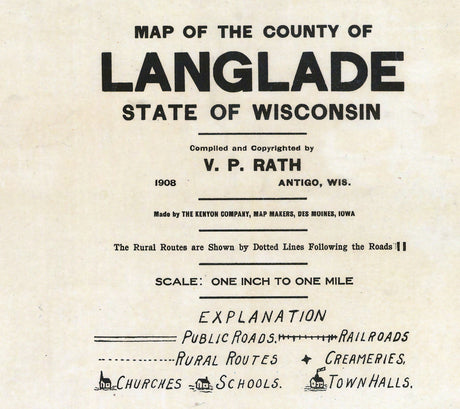 MAP OF THE COUNTY OF
LANGLADE
STATE OF WISCONSIN
Compiled and Copyrighted by
V. P. RATH
1908 ANTIGO, WIS.
Made by THE KENYON COMPANY, MAP MAKERS, DES MOINES, IOWA
The Rural Routes are Shown by Dotted Lines Following the Roads
SCALE: ONE INCH TO ONE MILE
EXPLANATION
PUBLIC ROADS, RAILROADS
RURAL ROUTES CREAMERIES,
CHURCHES SCHOOLS. TOWN HALLS.